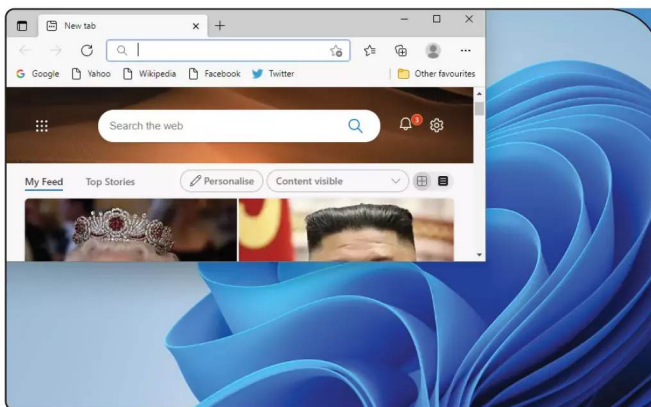 New tab
Google Yahoo Wikipedia Facebook Twitter Other favourites
Search the web 3
My Feed Top Stories Personalise Content visible